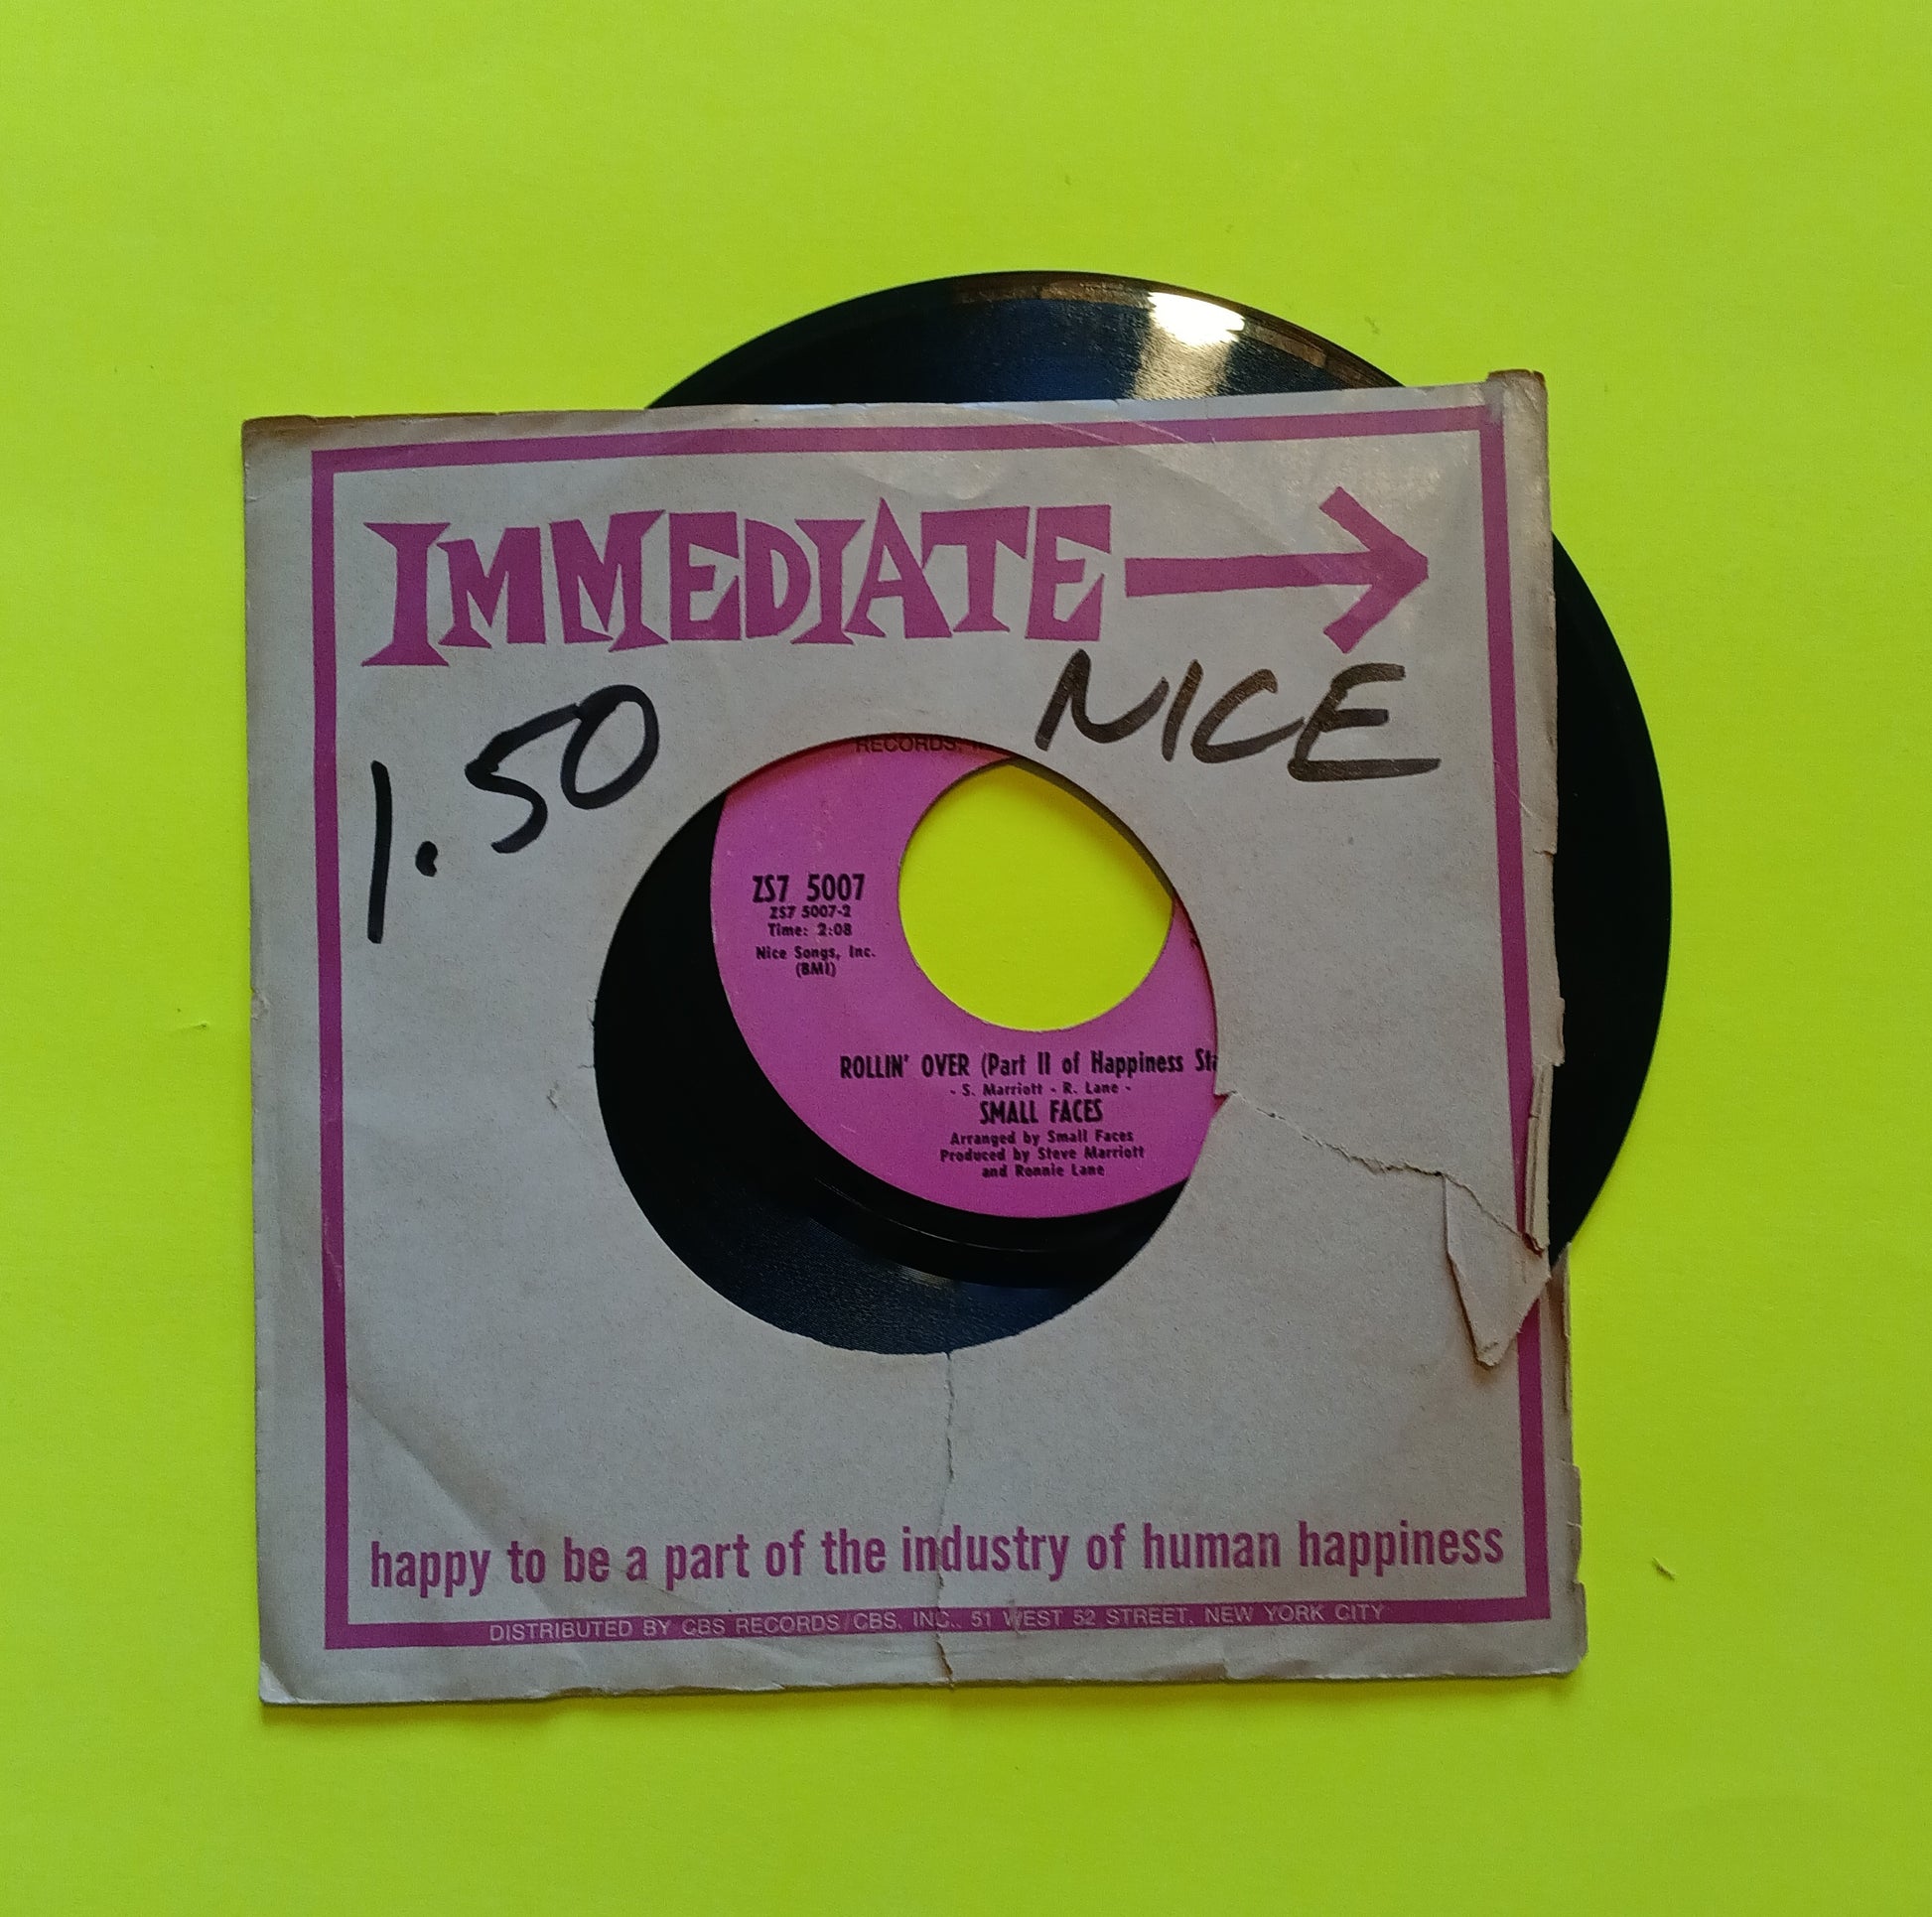 IMMEDIATE
NICE
1.50
RECORDS,
ZS7 5007
ZS7 5007-2
Time: 2:08
Nice Songs, Inc.
(BMI)
ROLLIN' OVER (Part II of Happiness
- S. Marriott - R. Lane -
SMALL FACES
Arranged by Small Faces
Produced by Steve Marriott
and Ronnie Lane
happy to be a part of the industry of human happiness
DISTRIBUTED BY CBS RECORDS/CBS, INC., 51 WEST 52 STREET, NEW YORK CITY